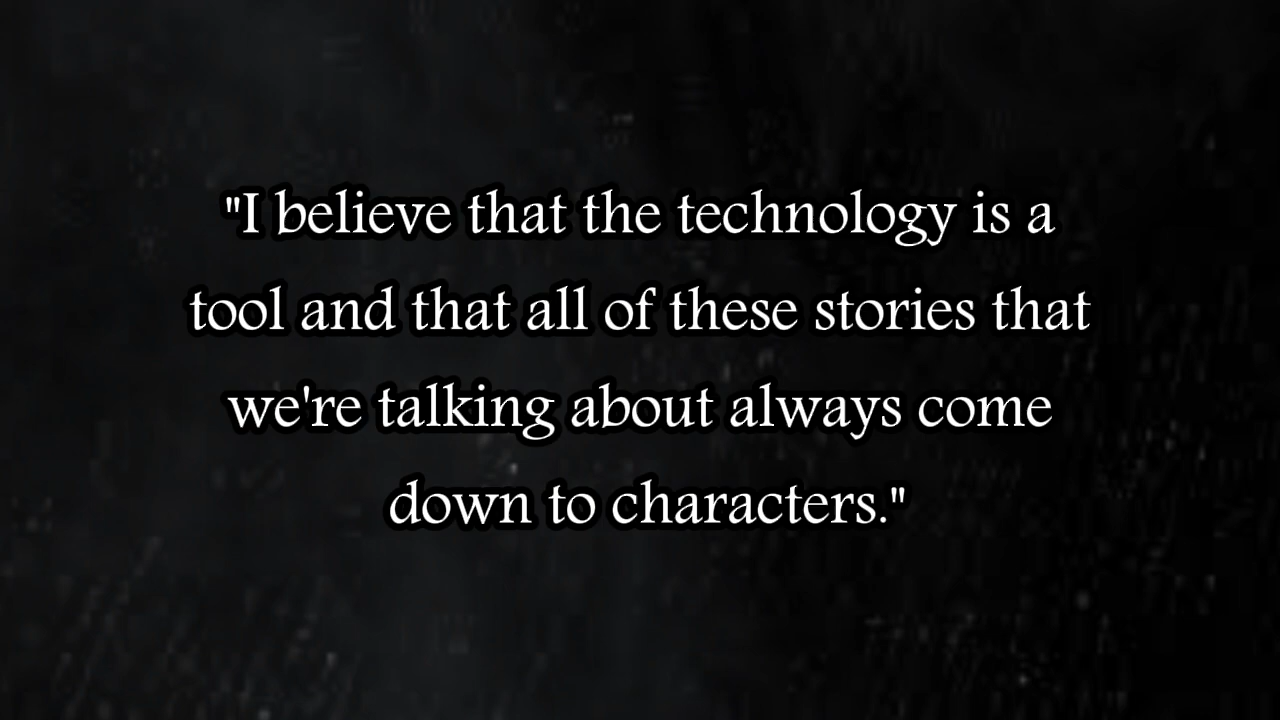 "I believe that the technology is a
tool and that all of these stories that
we're talking about always come
down to characters."